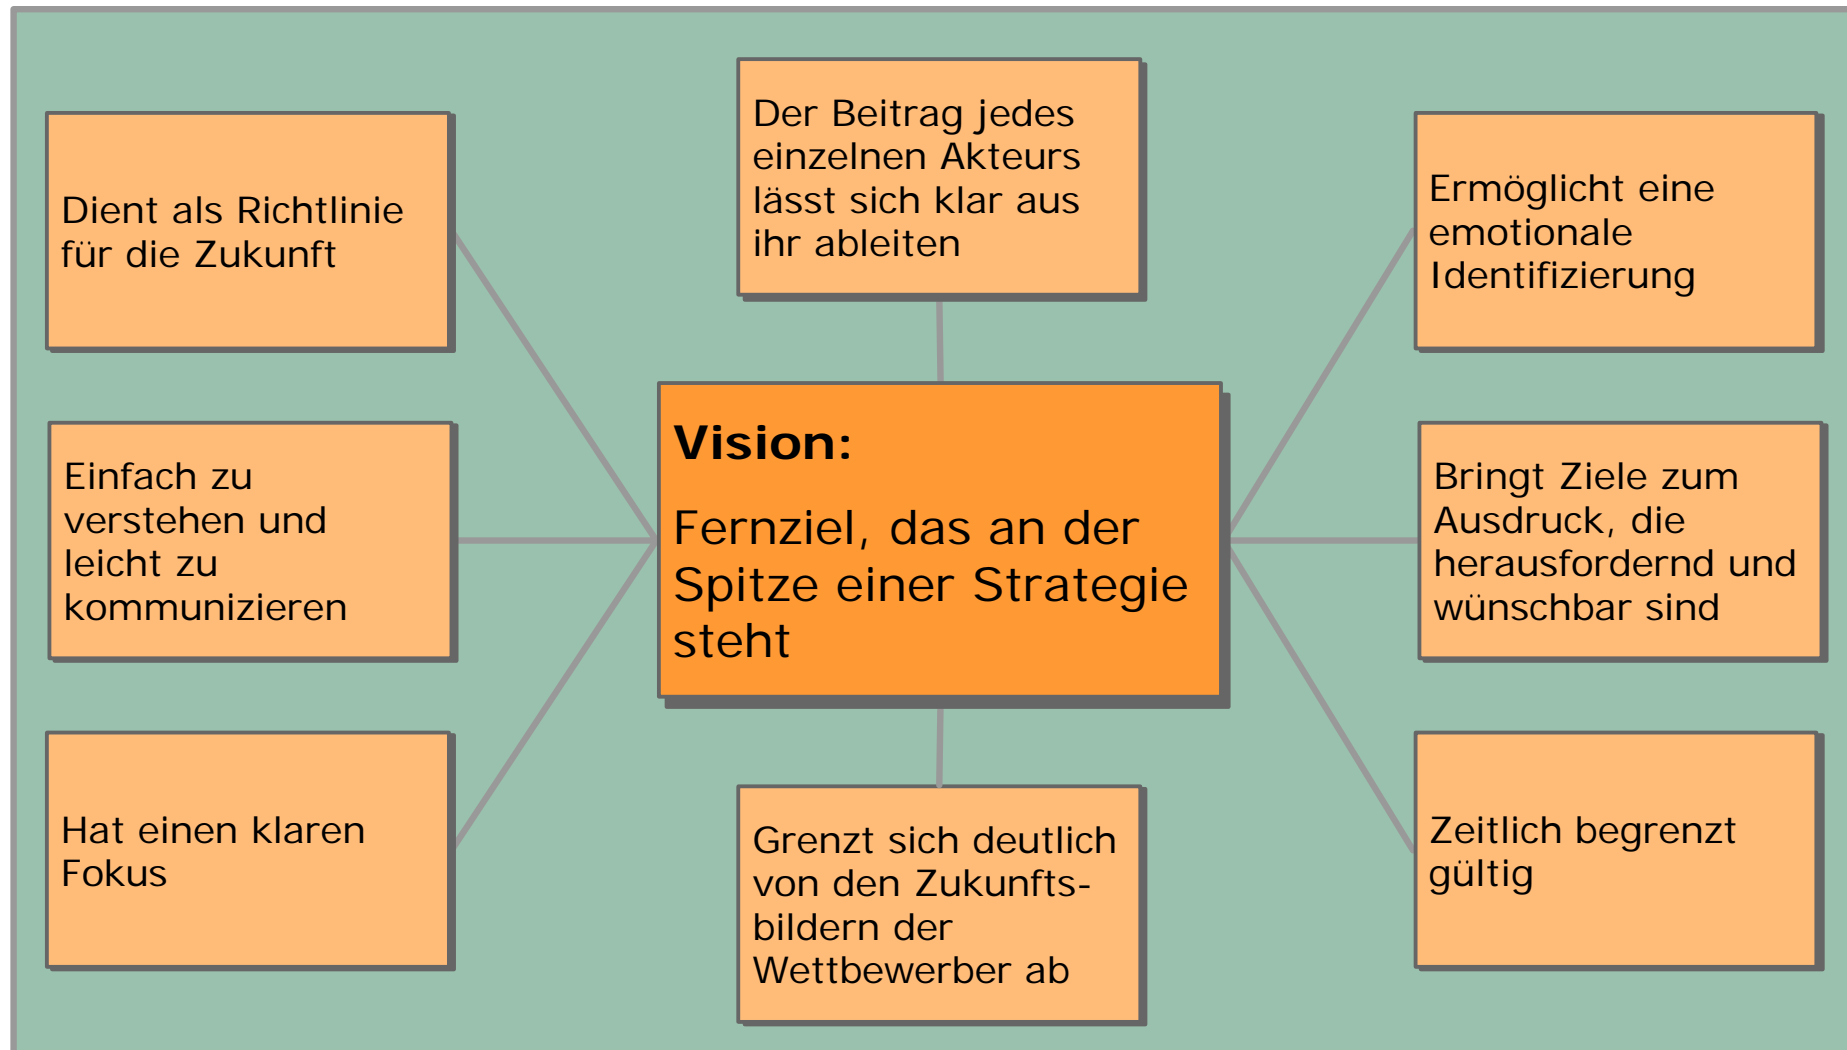 Dient als Richtlinie
für die Zukunft
Der Beitrag jedes
einzelnen Akteurs
lässt sich klar aus
ihr ableiten
Ermöglicht eine
emotionale
Identifizierung
Einfach zu
verstehen und
leicht zu
kommunizieren
Vision:
Fernziel, das an der
Spitze einer Strategie
steht
Bringt Ziele zum
Ausdruck, die
herausfordernd und
wünschbar sind
Hat einen klaren
Fokus
Grenzt sich deutlich
von den Zukunfts-
bildern der
Wettbewerber ab
Zeitlich begrenzt
gültig